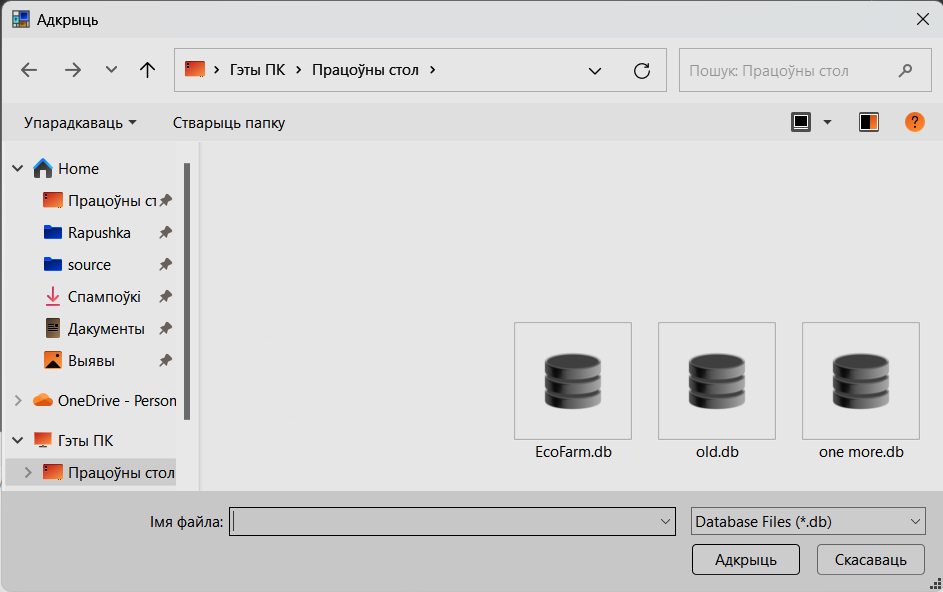 Адкрыць
Гэты ПК
Працоўны стол
Пошук: Працоўны стол
Упарадкаваць
Стварыць папку
?
Home
Працоўны ст
Rapushka
source
Спампоўкі
Дакументы
Выявы
OneDrive - Person
Гэты ПК
Працоўны стол
EcoFarm.db
old.db
one more.db
Імя файла:
Database Files (*.db)
Адкрыць
Скасаваць